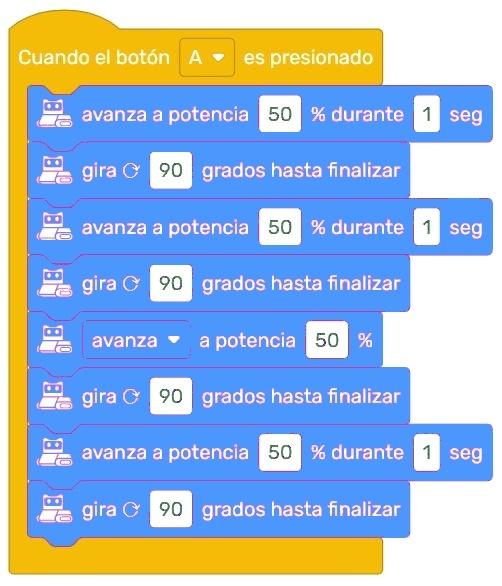 Cuando el botón A es presionado
avanza a potencia 50 % durante 1 seg
gira 90 grados hasta finalizar
avanza a potencia 50 % durante 1 seg
gira 90 grados hasta finalizar
avanza a potencia 50 %
gira 90 grados hasta finalizar
avanza a potencia 50 % durante 1 seg
gira 90 grados hasta finalizar